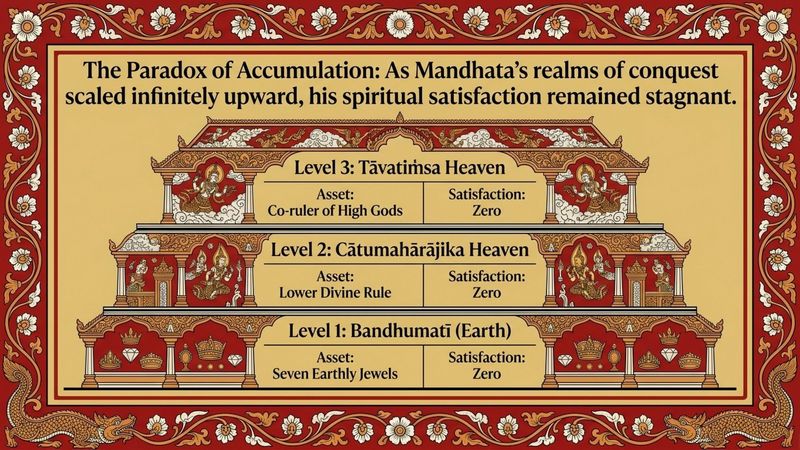 The Paradox of Accumulation: As Mandhata's realms of conquest
scaled infinitely upward, his spiritual satisfaction remained stagnant.
Level 3: Tāvatiṁsa Heaven
Asset:
Co-ruler of High Gods
Satisfaction:
Zero
Level 2: Cātumahārājika Heaven
Asset:
Lower Divine Rule
Satisfaction:
Zero
Level 1: Bandhumatī (Earth)
Asset:
Seven Earthly Jewels
Satisfaction:
Zero